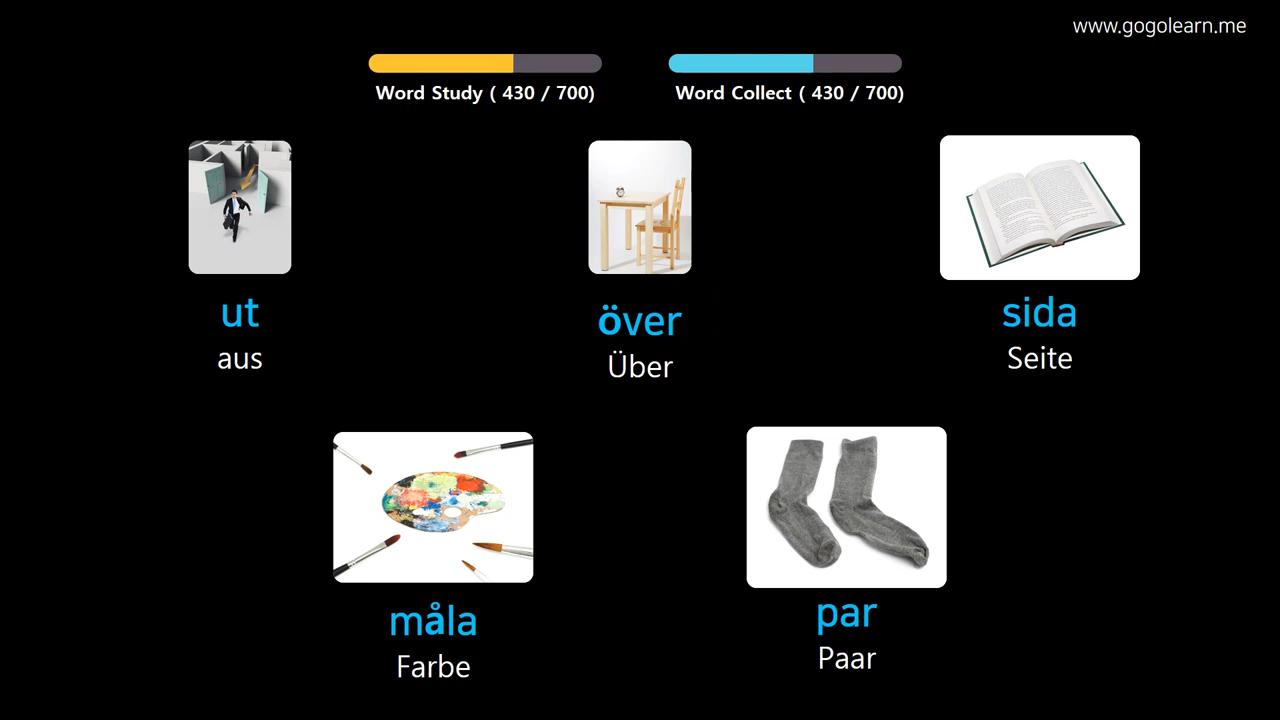 www.gogolearn.me
Word Study ( 430 / 700)
Word Collect ( 430 / 700)
ut
aus
över
Über
sida
Seite
måla
Farbe
par
Paar